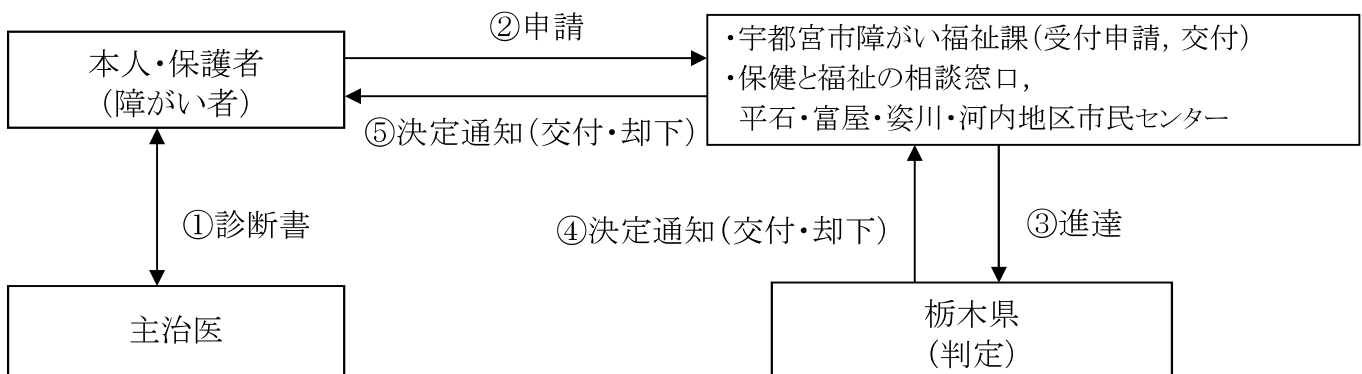 ②申請
・宇都宮市障がい福祉課（受付申請，交付）
・保健と福祉の相談窓口，
平石・富屋・姿川・河内地区市民センター
本人・保護者
（障がい者）
⑤決定通知（交付・却下）
①診断書
④決定通知（交付・却下）
③進達
主治医
栃木県
（判定）